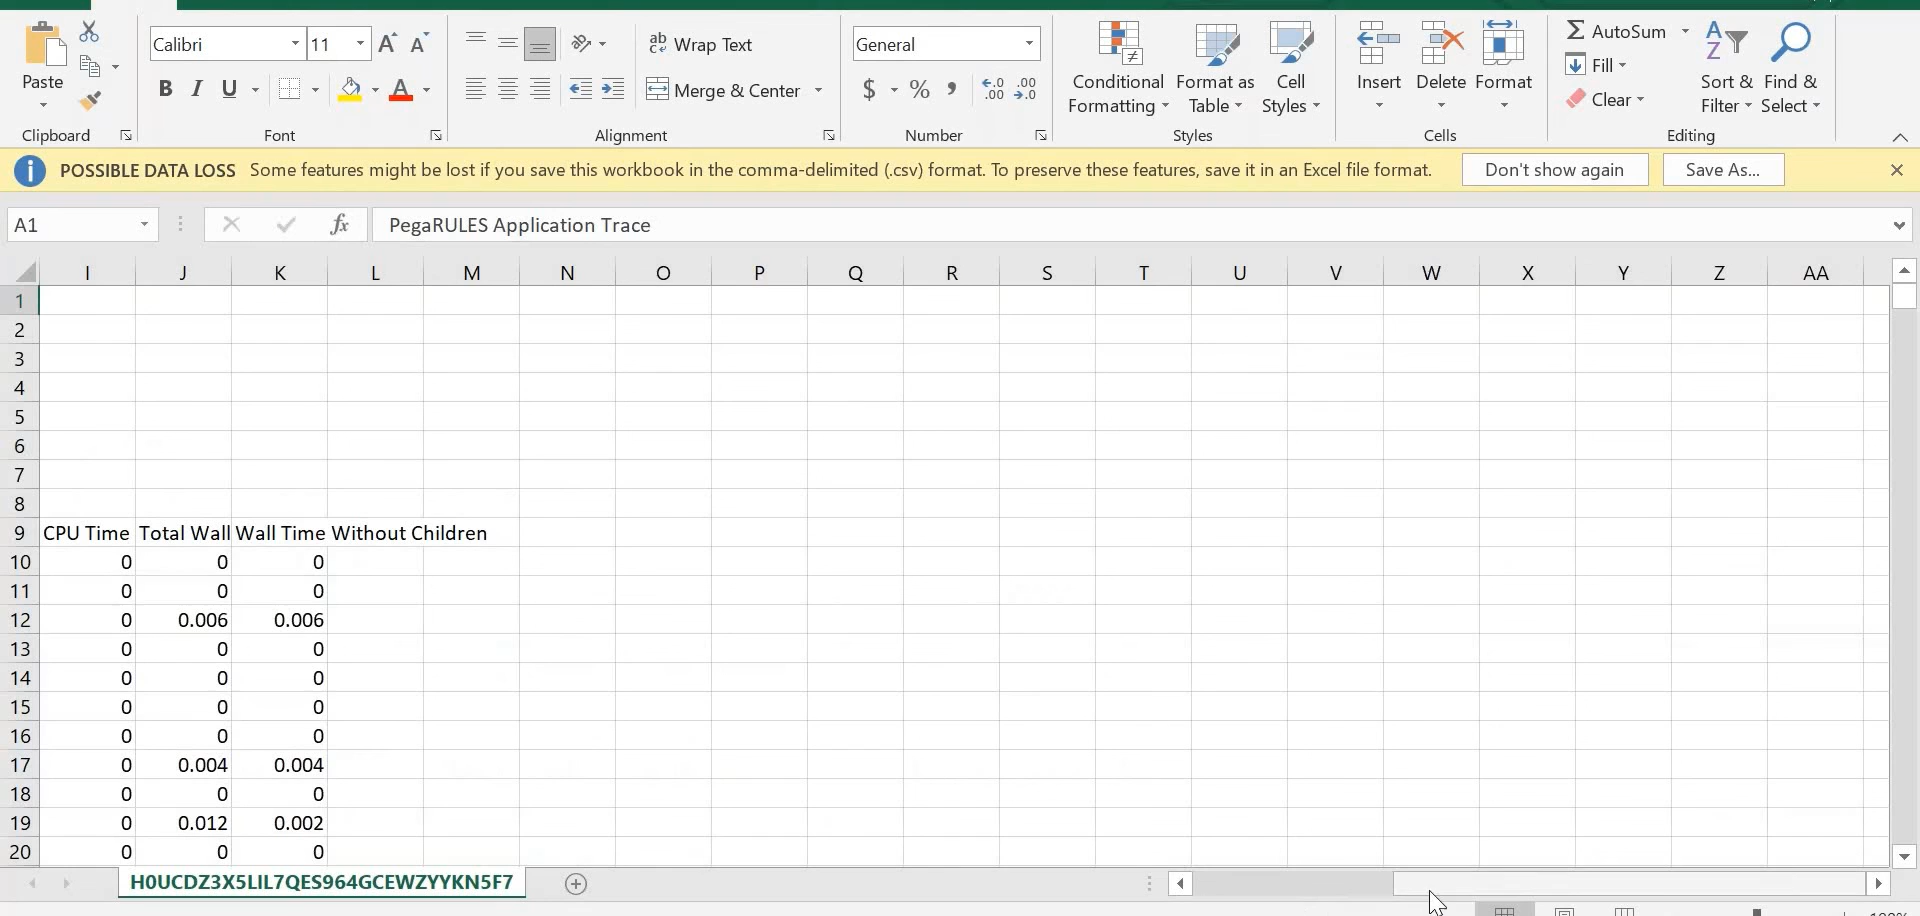 Calibri 11 ab Wrap Text General AutoSum
Paste B I U Merge & Center $ % , Conditional Formatting Format as Table Cell Styles Insert Delete Format Fill Clear Sort & Filter Find & Select
Clipboard Font Alignment Number Styles Cells Editing
POSSIBLE DATA LOSS Some features might be lost if you save this workbook in the comma-delimited (.csv) format. To preserve these features, save it in an Excel file format. Don't show again Save As...
A1 fx PegaRULES Application Trace
I J K L M N O P Q R S T U V W X Y Z AA
1
2
3
4
5
6
7
8
9 CPU Time Total Wall Wall Time Without Children
10 0 0 0
11 0 0 0
12 0 0.006 0.006
13 0 0 0
14 0 0 0
15 0 0 0
16 0 0 0
17 0 0.004 0.004
18 0 0 0
19 0 0.012 0.002
20 0 0 0
H0UCDZ3X5LIL7QES964GCEWZYYKN5F7